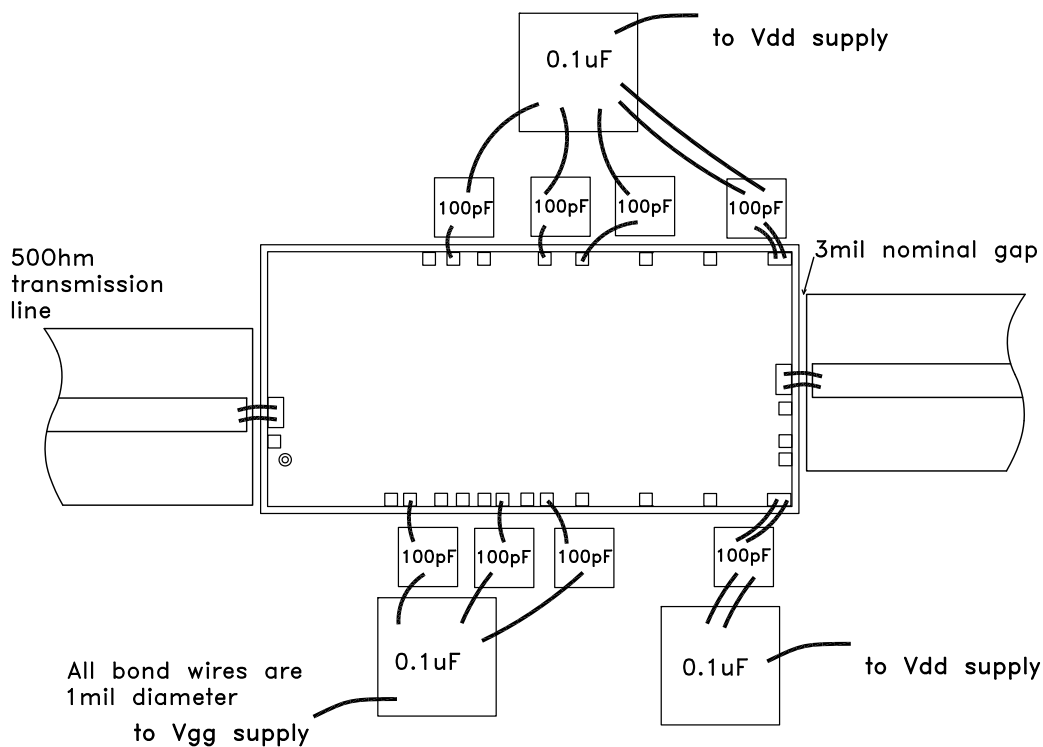 to Vdd supply
0.1uF
100pF
100pF
100pF
100pF
50Ohm
transmission
line
3mil nominal gap
100pF
100pF
100pF
100pF
0.1uF
0.1uF
to Vdd supply
All bond wires are
1mil diameter
to Vgg supply